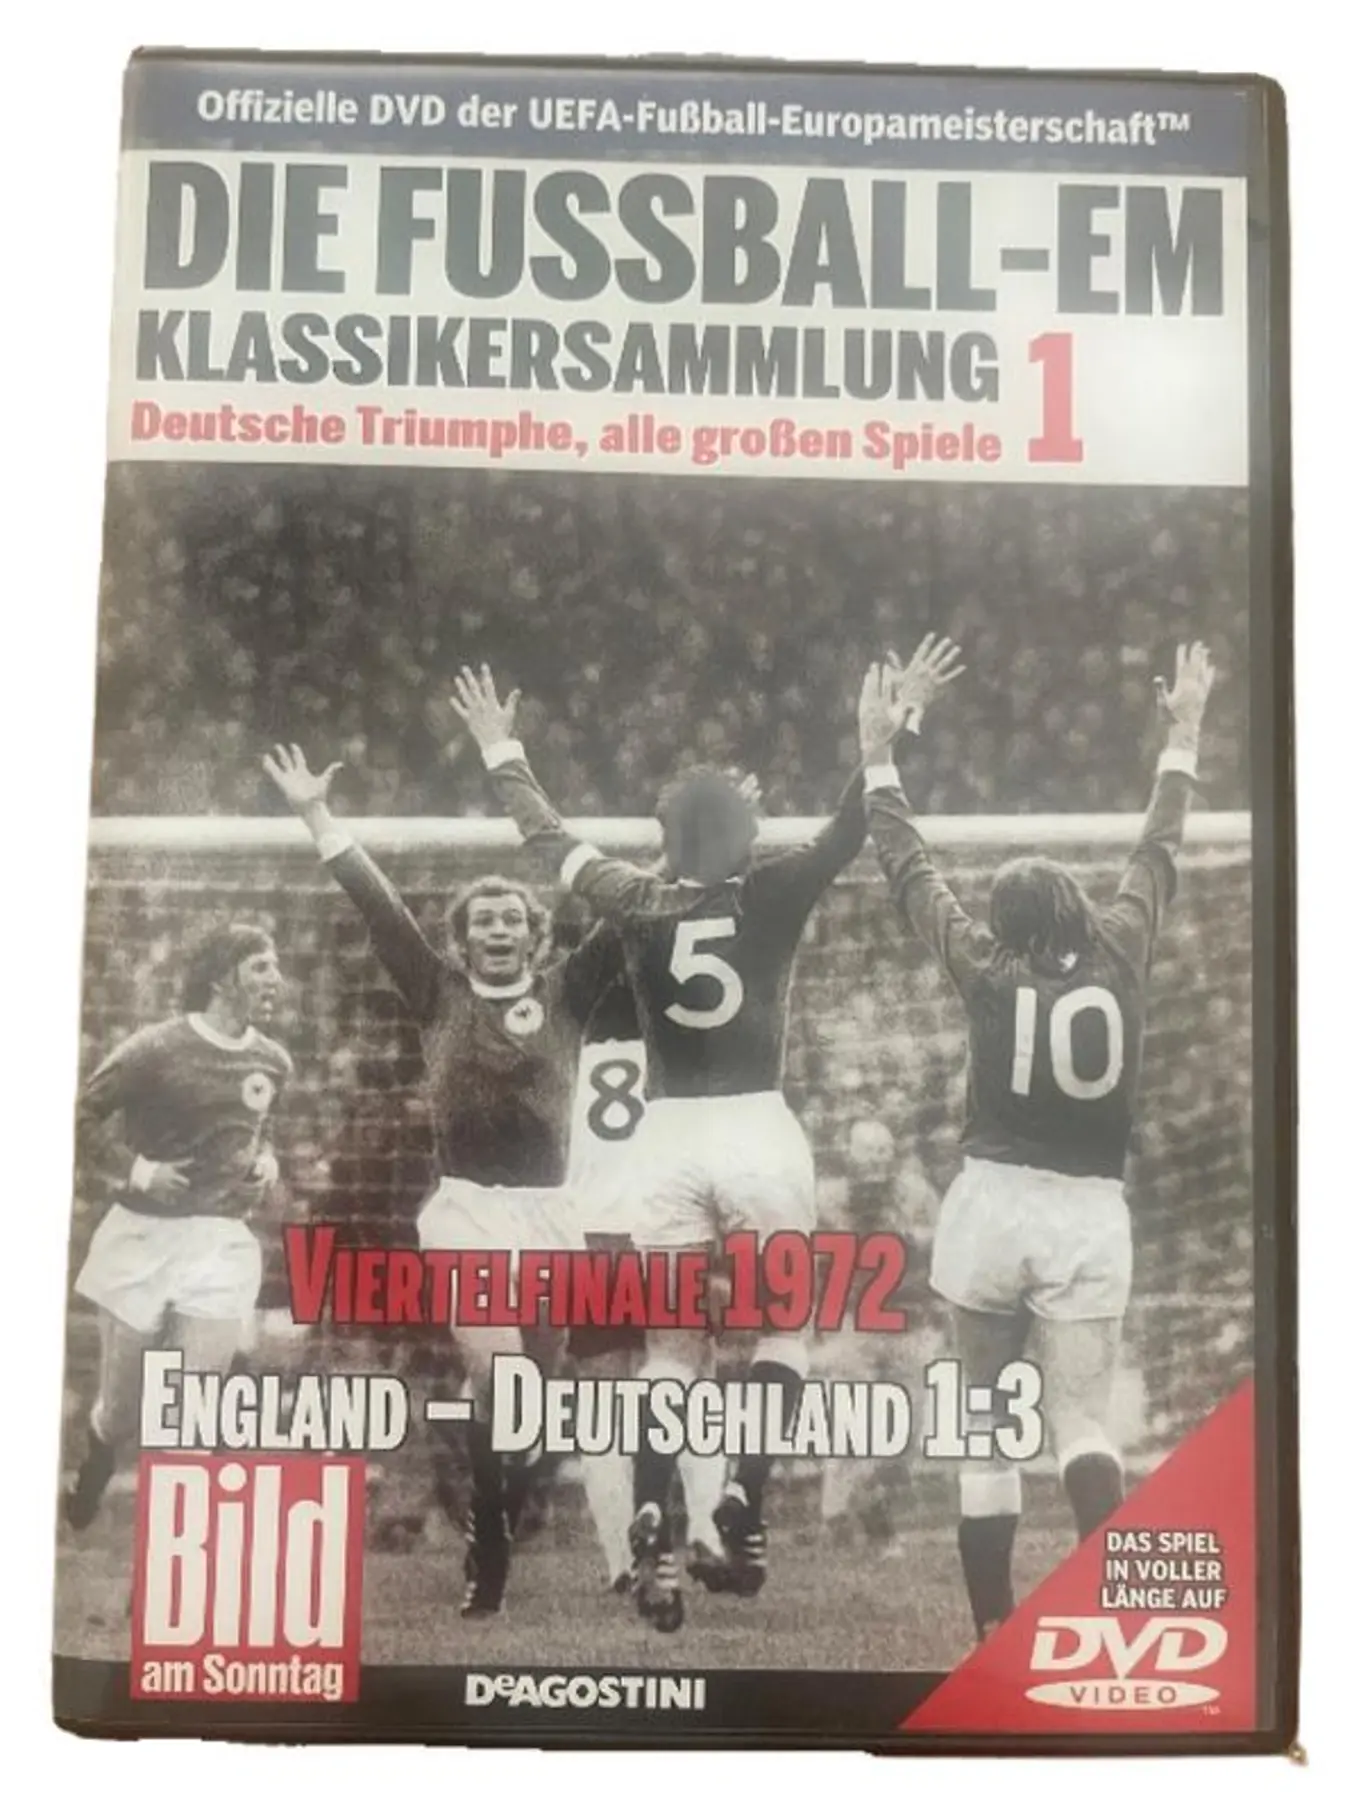 Offizielle DVD der UEFA-Fußball-Europameisterschaft™
DIE FUSSBALL-EM
KLASSIKERSAMMLUNG 1
Deutsche Triumphe, alle großen Spiele
5
10
8
VIERTELFINALE 1972
ENGLAND – DEUTSCHLAND 1:3
Bild
am Sonntag
DeAGOSTINI
DAS SPIEL
IN VOLLER
LÄNGE AUF
DVD
VIDEO
™